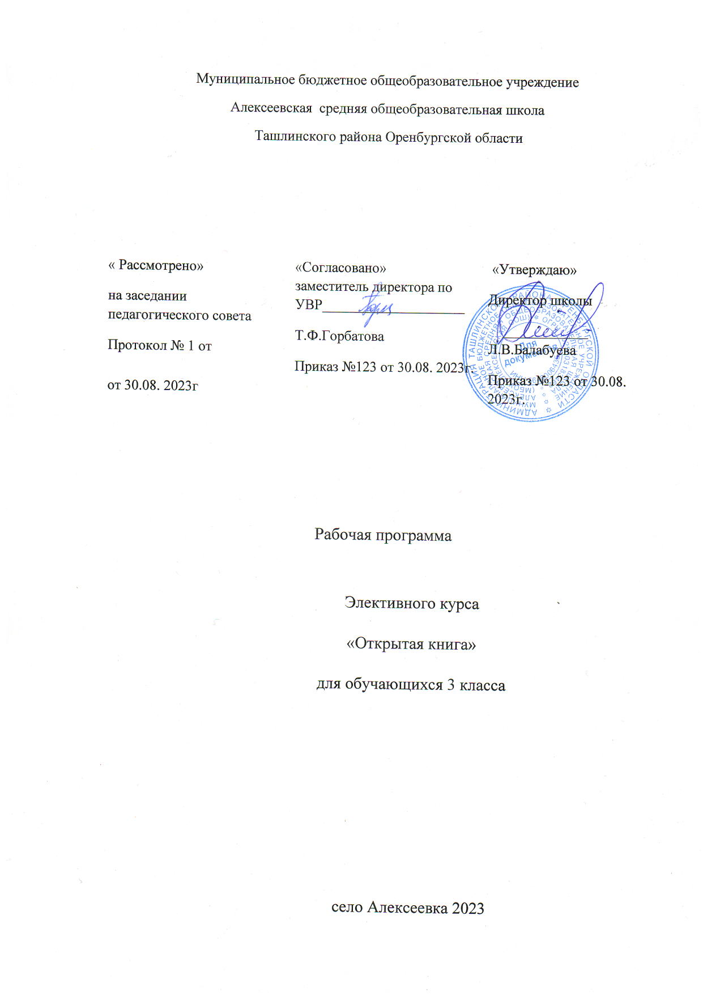 Муниципальное бюджетное общеобразовательное учреждение
Алексеевская средняя общеобразовательная школа
Ташлинского района Оренбургской области
« Рассмотрено»
на заседании
педагогического совета
Протокол № 1 от
от 30.08. 2023г
«Согласовано»
заместитель директора по
УВР____________________
Т.Ф.Горбатова
Приказ №123 от 30.08. 2023г.
«Утверждаю»
Директор школы
Л.В.Балабуева
Приказ №123 от 30.08.
2023г.
Для
документов
Рабочая программа
Элективного курса
«Открытая книга»
для обучающихся 3 класса
село Алексеевка 2023